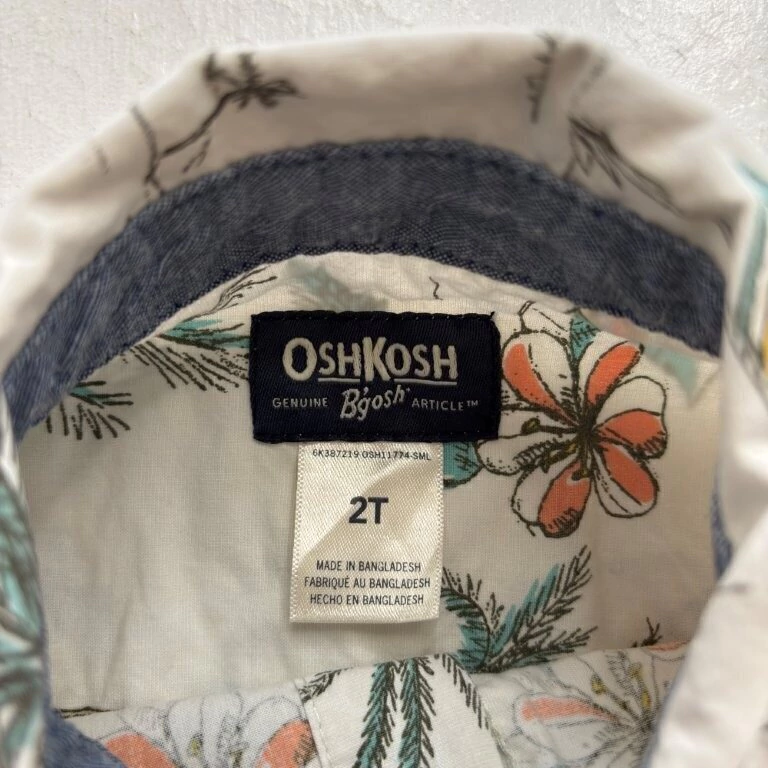 OSHKOSH
GENUINE B'gosh ARTICLE™
6K387219 OSH11774-SML
2T
MADE IN BANGLADESH
FABRIQUÉ AU BANGLADESH
HECHO EN BANGLADESH